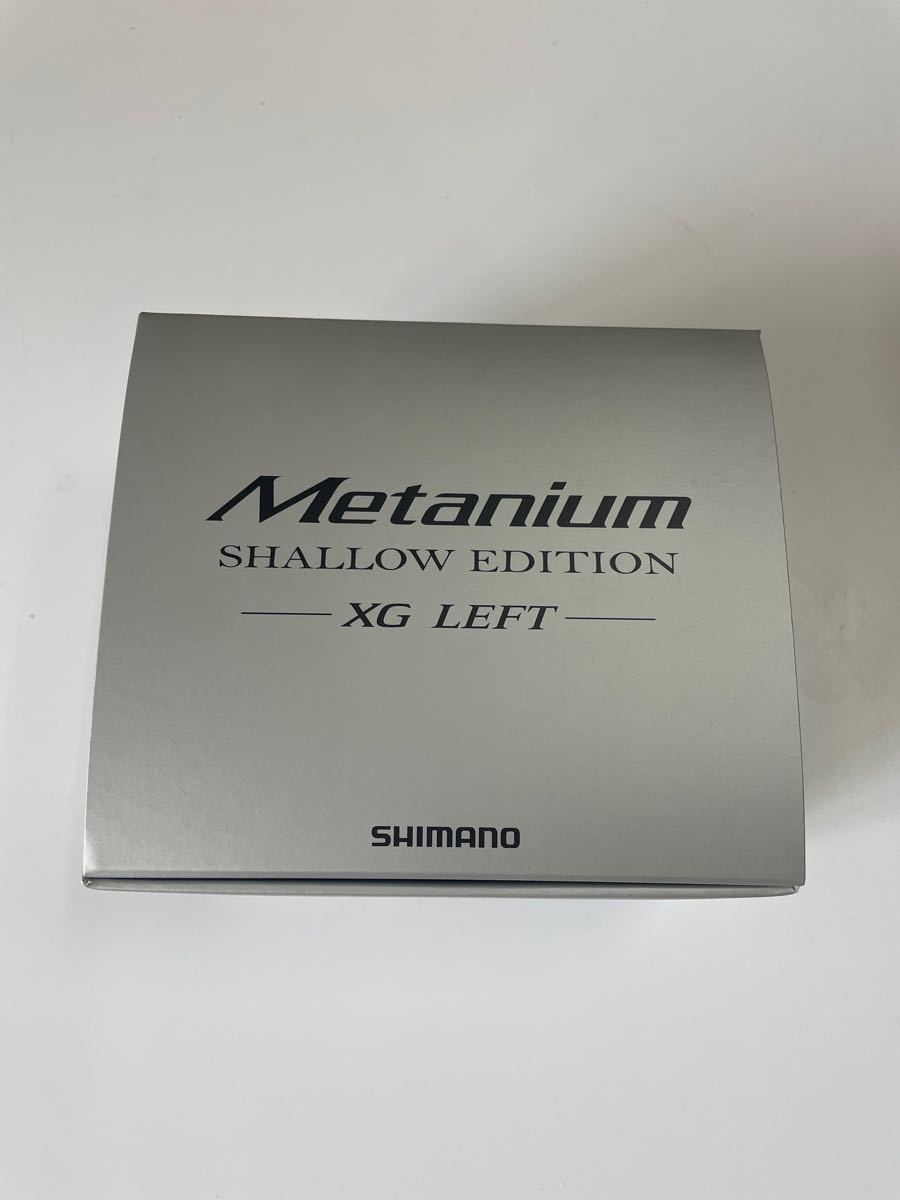 Metanium
SHALLOW EDITION
XG LEFT
SHIMANO